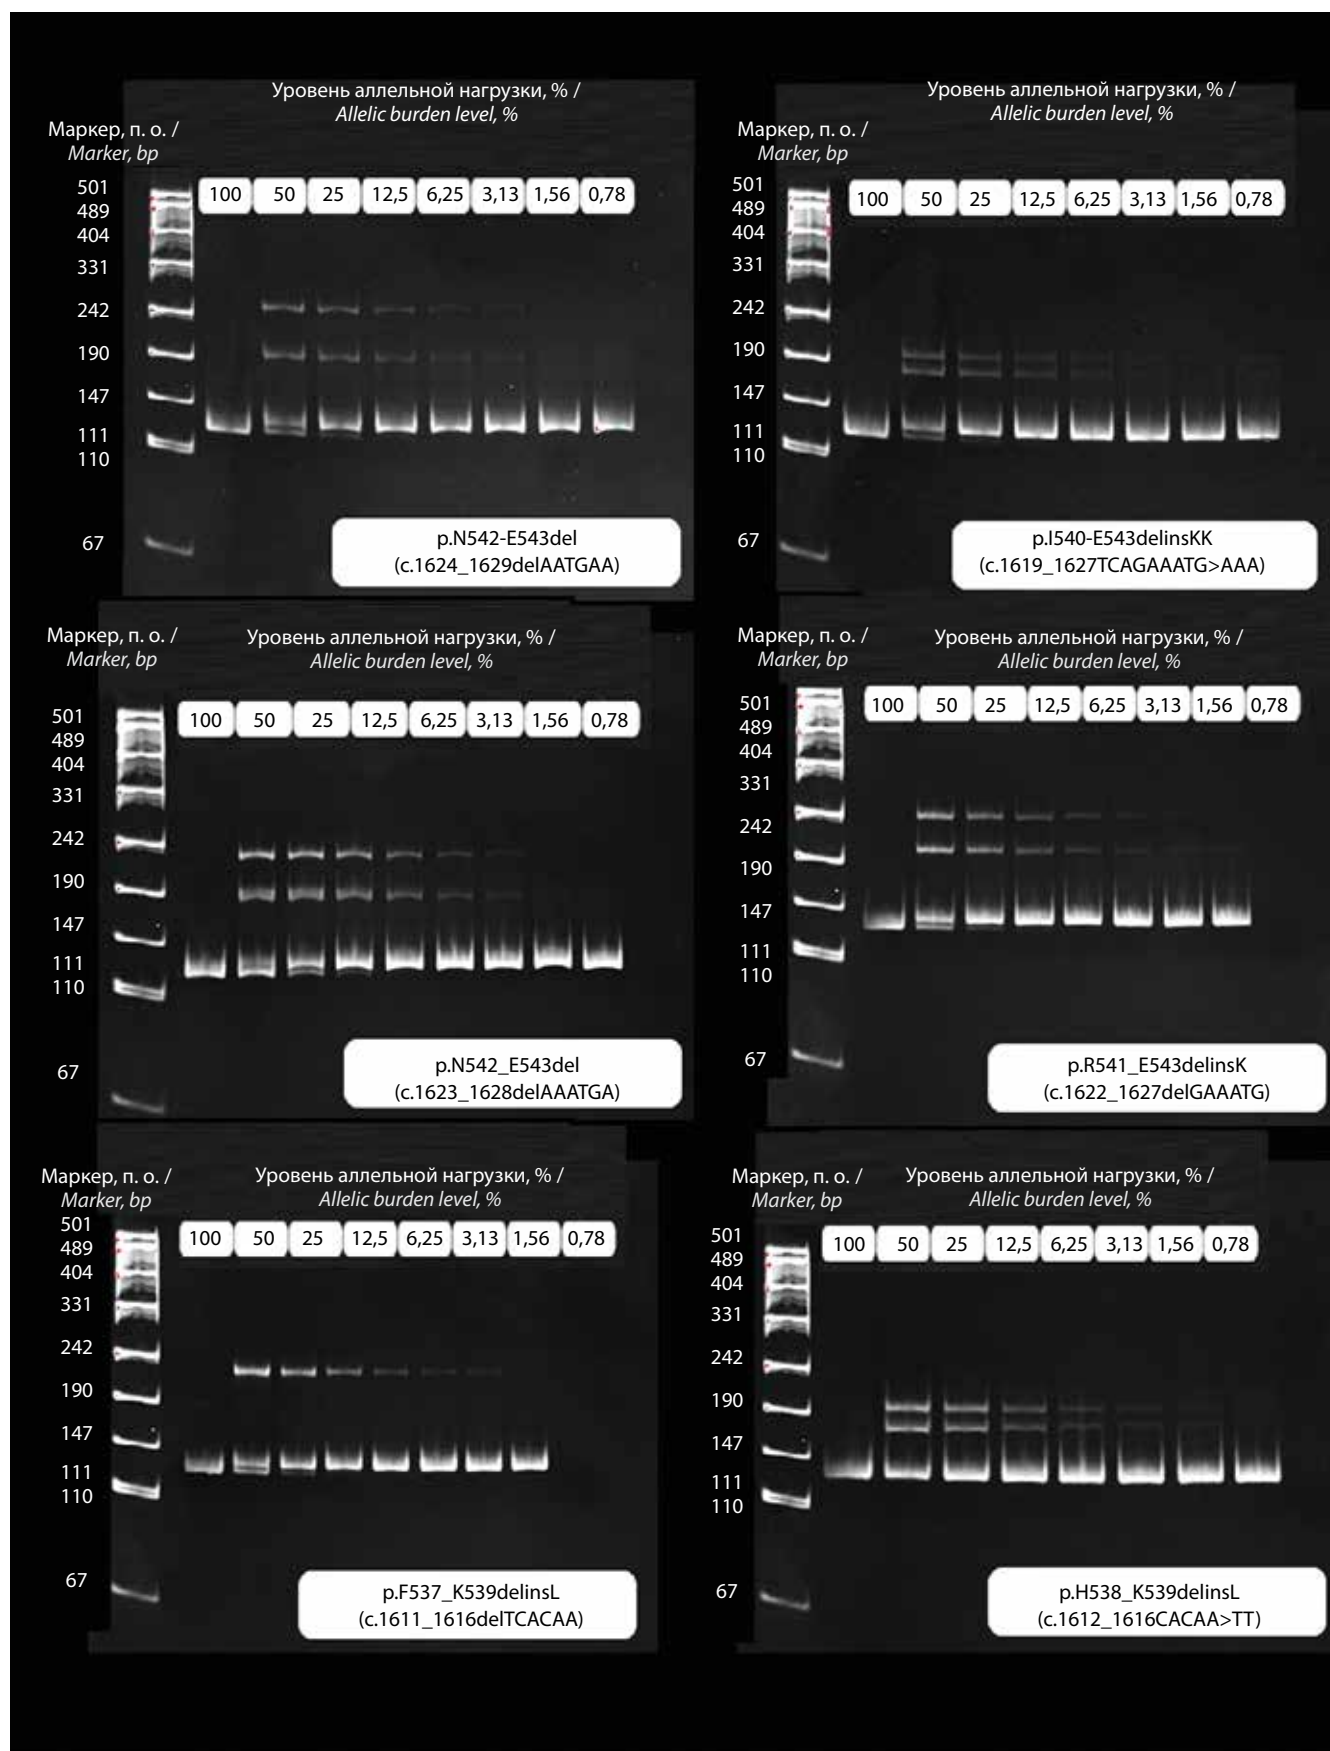 Уровень аллельной нагрузки, % /
Allelic burden level, %
Маркер, п. о. /
Marker, bp
501
489
404
331
242
190
147
111
110
67
100 50 25 12,5 6,25 3,13 1,56 0,78
p.N542-E543del
(c.1624_1629delAATGAA)
Уровень аллельной нагрузки, % /
Allelic burden level, %
Маркер, п. о. /
Marker, bp
501
489
404
331
242
190
147
111
110
67
100 50 25 12,5 6,25 3,13 1,56 0,78
p.I540-E543delinsKK
(c.1619_1627TCAGAAATG>AAA)
Маркер, п. о. /
Marker, bp
Уровень аллельной нагрузки, % /
Allelic burden level, %
501
489
404
331
242
190
147
111
110
67
100 50 25 12,5 6,25 3,13 1,56 0,78
p.N542_E543del
(c.1623_1628delAAATGA)
Маркер, п. о. /
Marker, bp
Уровень аллельной нагрузки, % /
Allelic burden level, %
501
489
404
331
242
190
147
111
110
67
100 50 25 12,5 6,25 3,13 1,56 0,78
p.R541_E543delinsK
(c.1622_1627delGAAATG)
Маркер, п. о. /
Marker, bp
Уровень аллельной нагрузки, % /
Allelic burden level, %
501
489
404
331
242
190
147
111
110
67
100 50 25 12,5 6,25 3,13 1,56 0,78
p.F537_K539delinsL
(c.1611_1616delTCACAA)
Маркер, п. о. /
Marker, bp
Уровень аллельной нагрузки, % /
Allelic burden level, %
501
489
404
331
242
190
147
111
110
67
100 50 25 12,5 6,25 3,13 1,56 0,78
p.H538_K539delinsL
(c.1612_1616CACAA>TT)